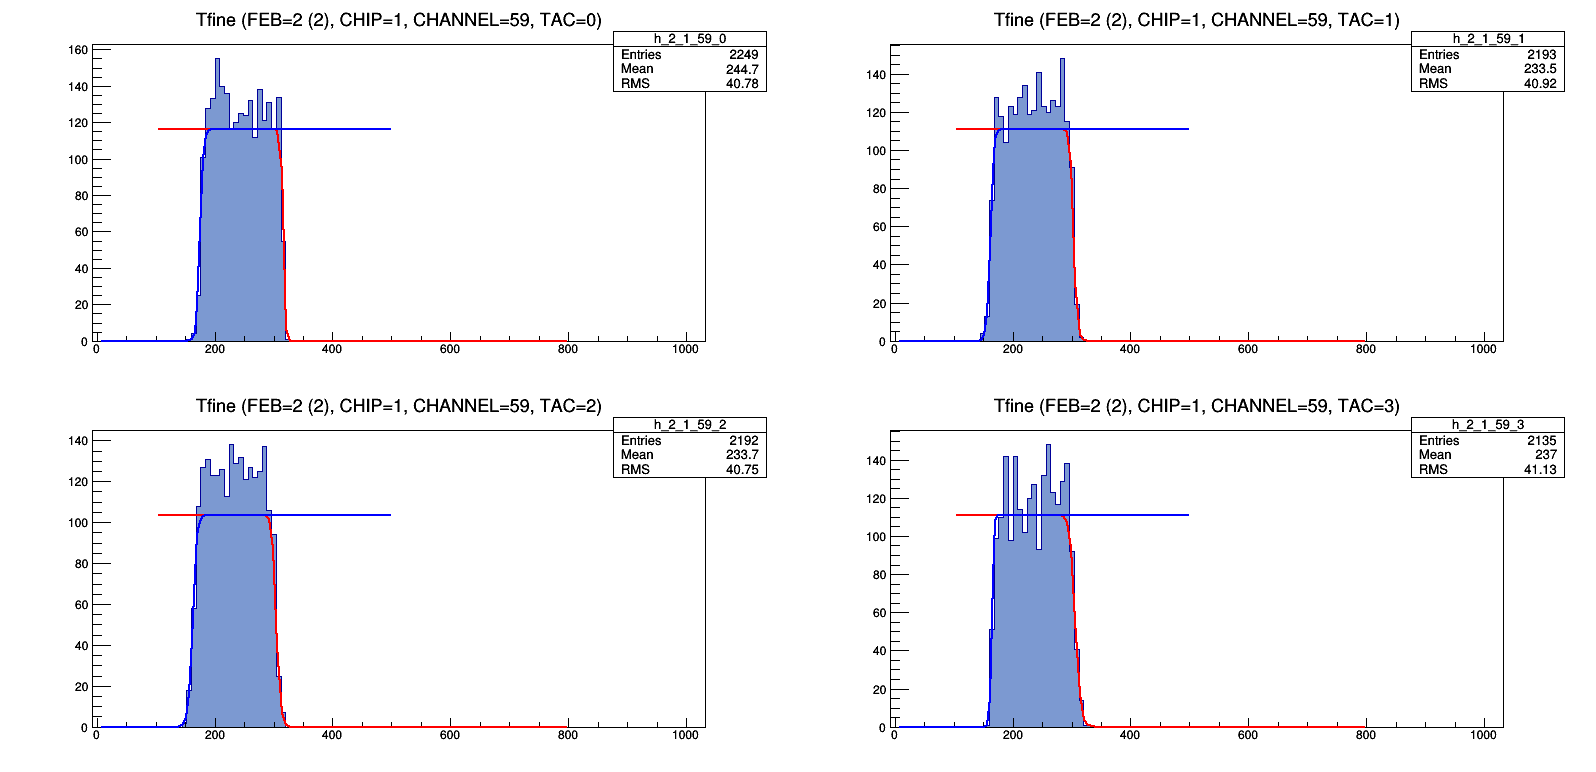 Tfine (FEB=2 (2), CHIP=1, CHANNEL=59, TAC=0)
h_2_1_59_0
Entries 2249
Mean 244.7
RMS 40.78
160
140
120
100
80
60
40
20
0
0 200 400 600 800 1000
Tfine (FEB=2 (2), CHIP=1, CHANNEL=59, TAC=1)
h_2_1_59_1
Entries 2193
Mean 233.5
RMS 40.92
140
120
100
80
60
40
20
0
0 200 400 600 800 1000
Tfine (FEB=2 (2), CHIP=1, CHANNEL=59, TAC=2)
h_2_1_59_2
Entries 2192
Mean 233.7
RMS 40.75
140
120
100
80
60
40
20
0
0 200 400 600 800 1000
Tfine (FEB=2 (2), CHIP=1, CHANNEL=59, TAC=3)
h_2_1_59_3
Entries 2135
Mean 237
RMS 41.13
140
120
100
80
60
40
20
0
0 200 400 600 800 1000